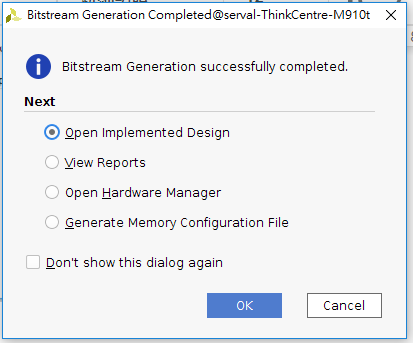 Bitstream Generation Completed@serval-ThinkCentre-M910t
Bitstream Generation successfully completed.
Next
Open Implemented Design
View Reports
Open Hardware Manager
Generate Memory Configuration File
Don't show this dialog again
OK
Cancel